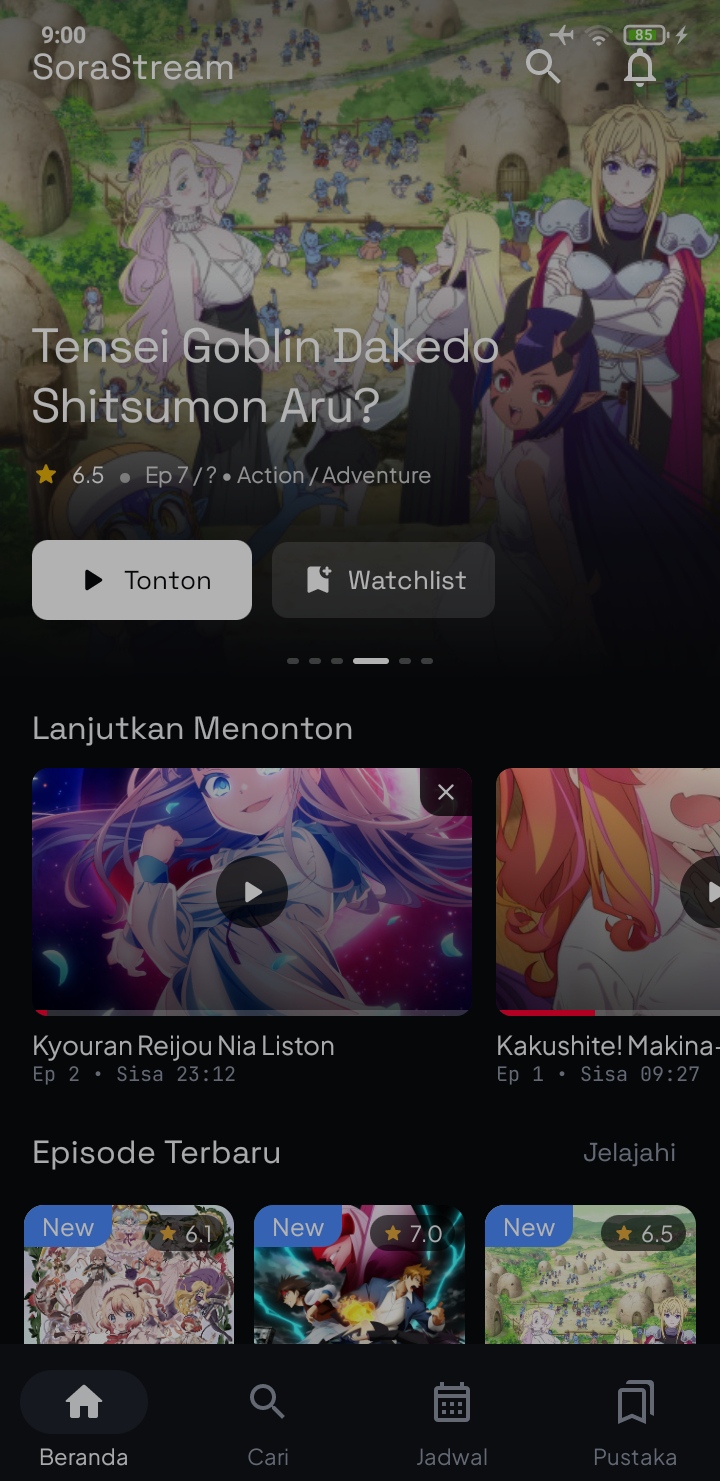 9:00
85
SoraStream
Tensei Goblin Dakedo
Shitsumon Aru?
6.5 • Ep 7 / ? • Action / Adventure
Tonton
Watchlist
Lanjutkan Menonton
Kyouran Reijou Nia Liston
Ep 2 • Sisa 23:12
Kakushite! Makina-
Ep 1 • Sisa 09:27
Episode Terbaru
Jelajahi
New
6.1
New
7.0
New
6.5
Beranda
Cari
Jadwal
Pustaka